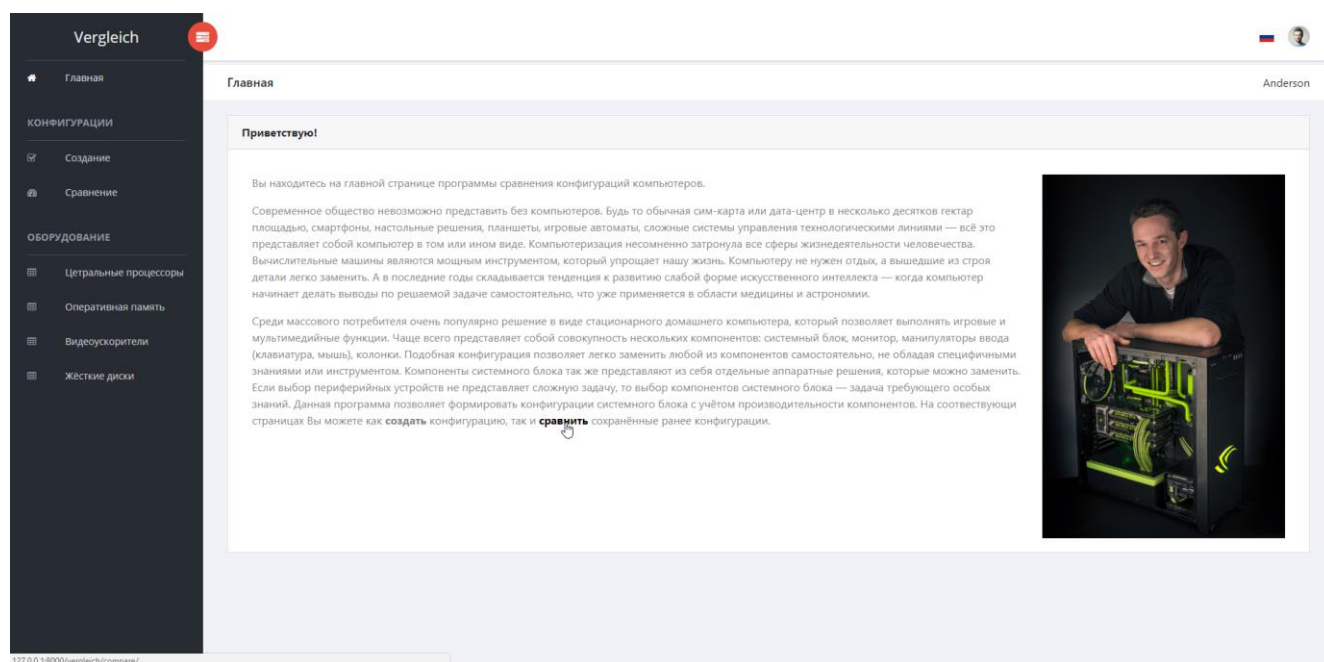 Vergleich
Главная
Главная
Anderson
КОНФИГУРАЦИИ
Создание
Сравнение
ОБОРУДОВАНИЕ
Цетральные процессоры
Оперативная память
Видеоускорители
Жёсткие диски
Приветствую!
Вы находитесь на главной странице программы сравнения конфигураций компьютеров.
Современное общество невозможно представить без компьютеров. Будь то обычная сим-карта или дата-центр в несколько десятков гектар
площадью, смартфоны, настольные решения, планшеты, игровые автоматы, сложные системы управления технологическими линиями — всё это
представляет собой компьютер в том или ином виде. Компьютеризация несомненно затронула все сферы жизнедеятельности человечества.
Вычислительные машины являются мощным инструментом, который упрощает нашу жизнь. Компьютеру не нужен отдых, а вышедшие из строя
детали легко заменить. А в последние годы складывается тенденция к развитию слабой форме искусственного интеллекта — когда компьютер
начинает делать выводы по решаемой задаче самостоятельно, что уже применяется в области медицины и астрономии.
Среди массового потребителя очень популярно решение в виде стационарного домашнего компьютера, который позволяет выполнять игровые и
мультимедийные функции. Чаще всего представляет собой совокупность нескольких компонентов: системный блок, монитор, манипуляторы ввода
(клавиатура, мышь), колонки. Подобная конфигурация позволяет легко заменить любой из компонентов самостоятельно, не обладая специфичными
знаниями или инструментом. Компоненты системного блока так же представляют из себя отдельные аппаратные решения, которые можно заменить.
Если выбор периферийных устройств не представляет сложную задачу, то выбор компонентов системного блока — задача требующего особых
знаний. Данная программа позволяет формировать конфигурации системного блока с учётом производительности компонентов. На соотвествующи
страницах Вы можете как создать конфигурацию, так и сравнить сохранённые ранее конфигурации.
127.0.0.1:8000/vergleich/compare/